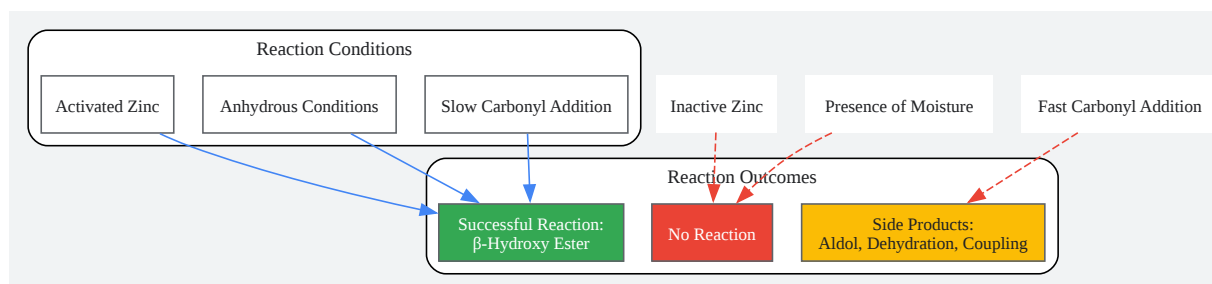 Reaction Conditions
Activated Zinc
Anhydrous Conditions
Slow Carbonyl Addition
Inactive Zinc
Presence of Moisture
Fast Carbonyl Addition
Reaction Outcomes
Successful Reaction:
β-Hydroxy Ester
No Reaction
Side Products:
Aldol, Dehydration, Coupling